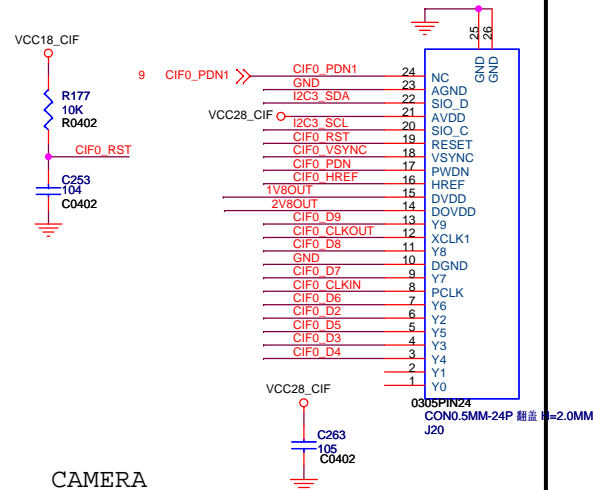 VCC18_CIF
R177
10K
R0402
CIF0_RST
C253
104
C0402
9 CIF0_PDN1
VCC28_CIF
25 26
GND GND
CIF0_PDN1 24 NC
GND 23 AGND
I2C3_SDA 22 SIO_D
21 AVDD
I2C3_SCL 20 SIO_C
CIF0_RST 19 RESET
CIF0_VSYNC 18 VSYNC
CIF0_PDN 17 PWDN
CIF0_HREF 16 HREF
1V8OUT 15 DVDD
2V8OUT 14 DOVDD
CIF0_D9 13 Y9
CIF0_CLKOUT 12 XCLK1
CIF0_D8 11 Y8
GND 10 DGND
CIF0_D7 9 Y7
CIF0_CLKIN 8 PCLK
CIF0_D6 7 Y6
CIF0_D2 6 Y2
CIF0_D5 5 Y5
CIF0_D3 4 Y3
CIF0_D4 3 Y4
2 Y1
1 Y0
0305PIN24
CON0.5MM-24P 翻盖 H=2.0MM
J20
VCC28_CIF
C263
105
C0402
CAMERA